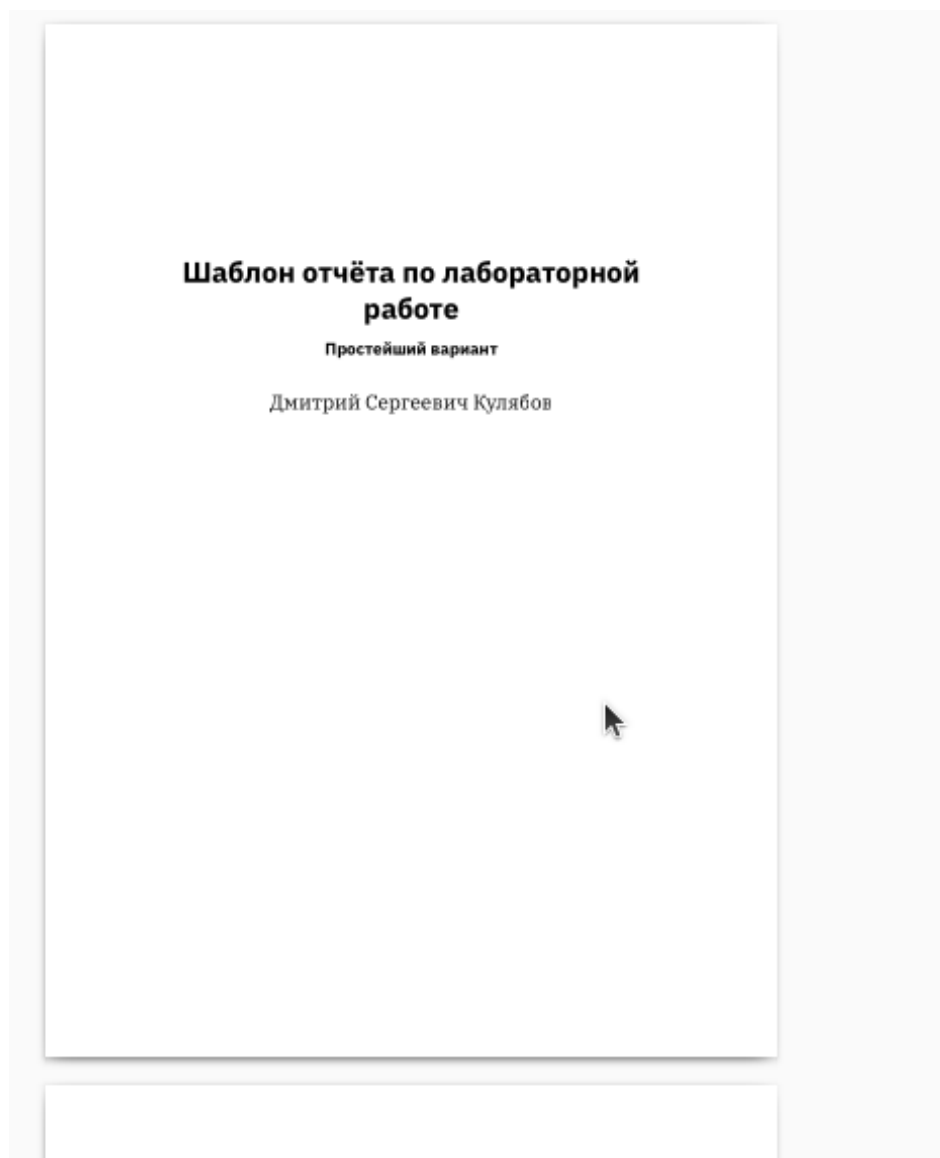 Шаблон отчёта по лабораторной
работе
Простейший вариант
Дмитрий Сергеевич Кулябов